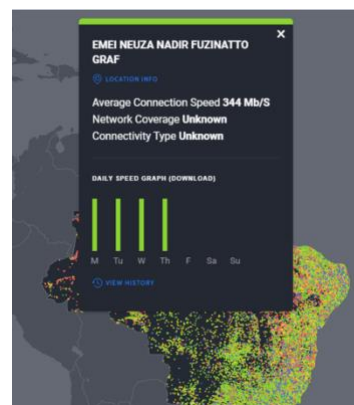 EMEI NEUZA NADIR FUZINATTO
GRAF
LOCATION INFO
Average Connection Speed 344 Mb/S
Network Coverage Unknown
Connectivity Type Unknown
DAILY SPEED GRAPH (DOWNLOAD)
M Tu W Th F Sa Su
VIEW HISTORY